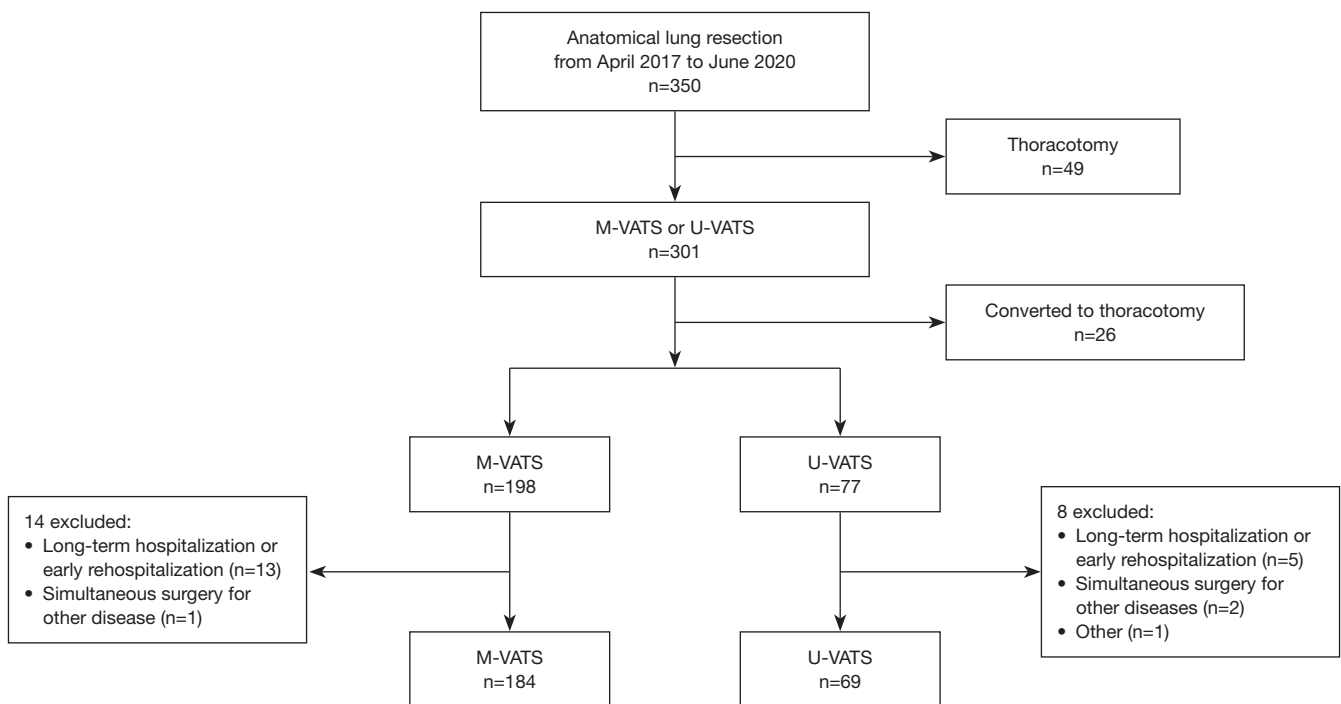 Anatomical lung resection
from April 2017 to June 2020
n=350
Thoracotomy
n=49
M-VATS or U-VATS
n=301
Converted to thoracotomy
n=26
M-VATS
n=198
U-VATS
n=77
14 excluded:
• Long-term hospitalization or
early rehospitalization (n=13)
• Simultaneous surgery for
other disease (n=1)
8 excluded:
• Long-term hospitalization or
early rehospitalization (n=5)
• Simultaneous surgery for
other diseases (n=2)
• Other (n=1)
M-VATS
n=184
U-VATS
n=69